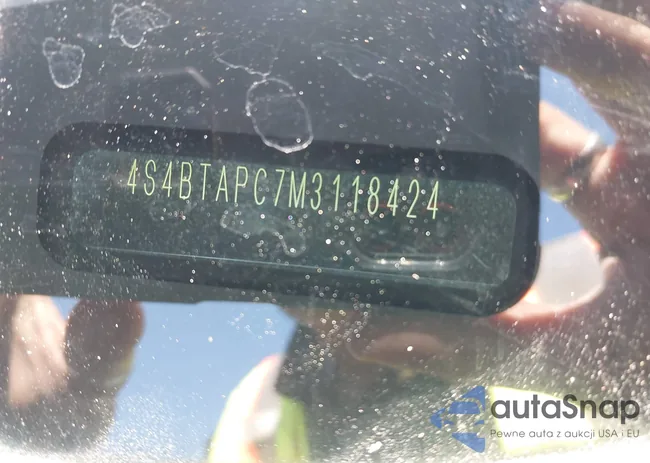 4S4BTAPC7M3118424
autaSnap
Pewne auta z aukcji USA i EU